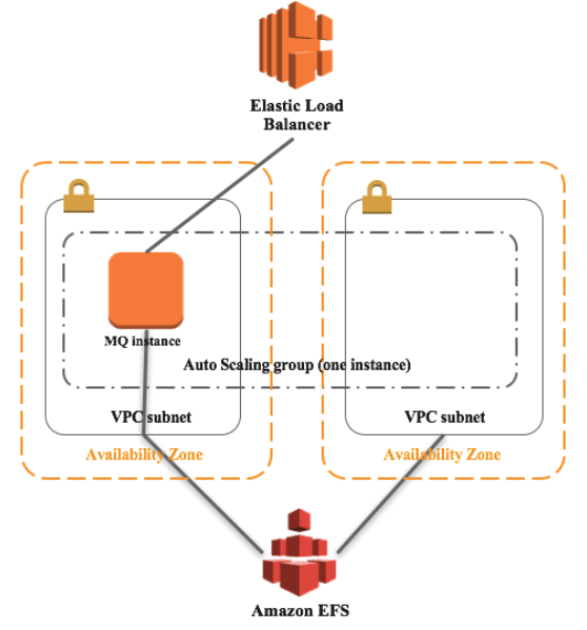 Elastic Load
Balancer
MQ instance
Auto Scaling group (one instance)
VPC subnet
VPC subnet
Availability Zone
Availability Zone
Amazon EFS